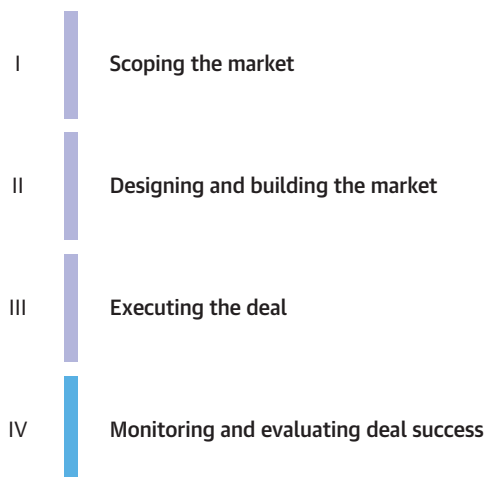 I Scoping the market
II Designing and building the market
III Executing the deal
IV Monitoring and evaluating deal success